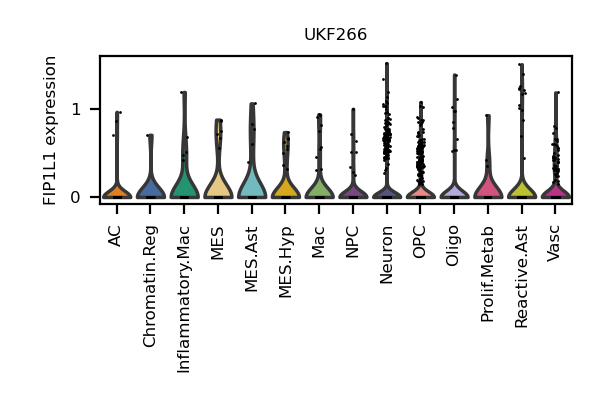 UKF266
FIP1L1 expression
1
0
AC
Chromatin.Reg
Inflammatory.Mac
MES
MES.Ast
MES.Hyp
Mac
NPC
Neuron
OPC
Oligo
Prolif.Metab
Reactive.Ast
Vasc